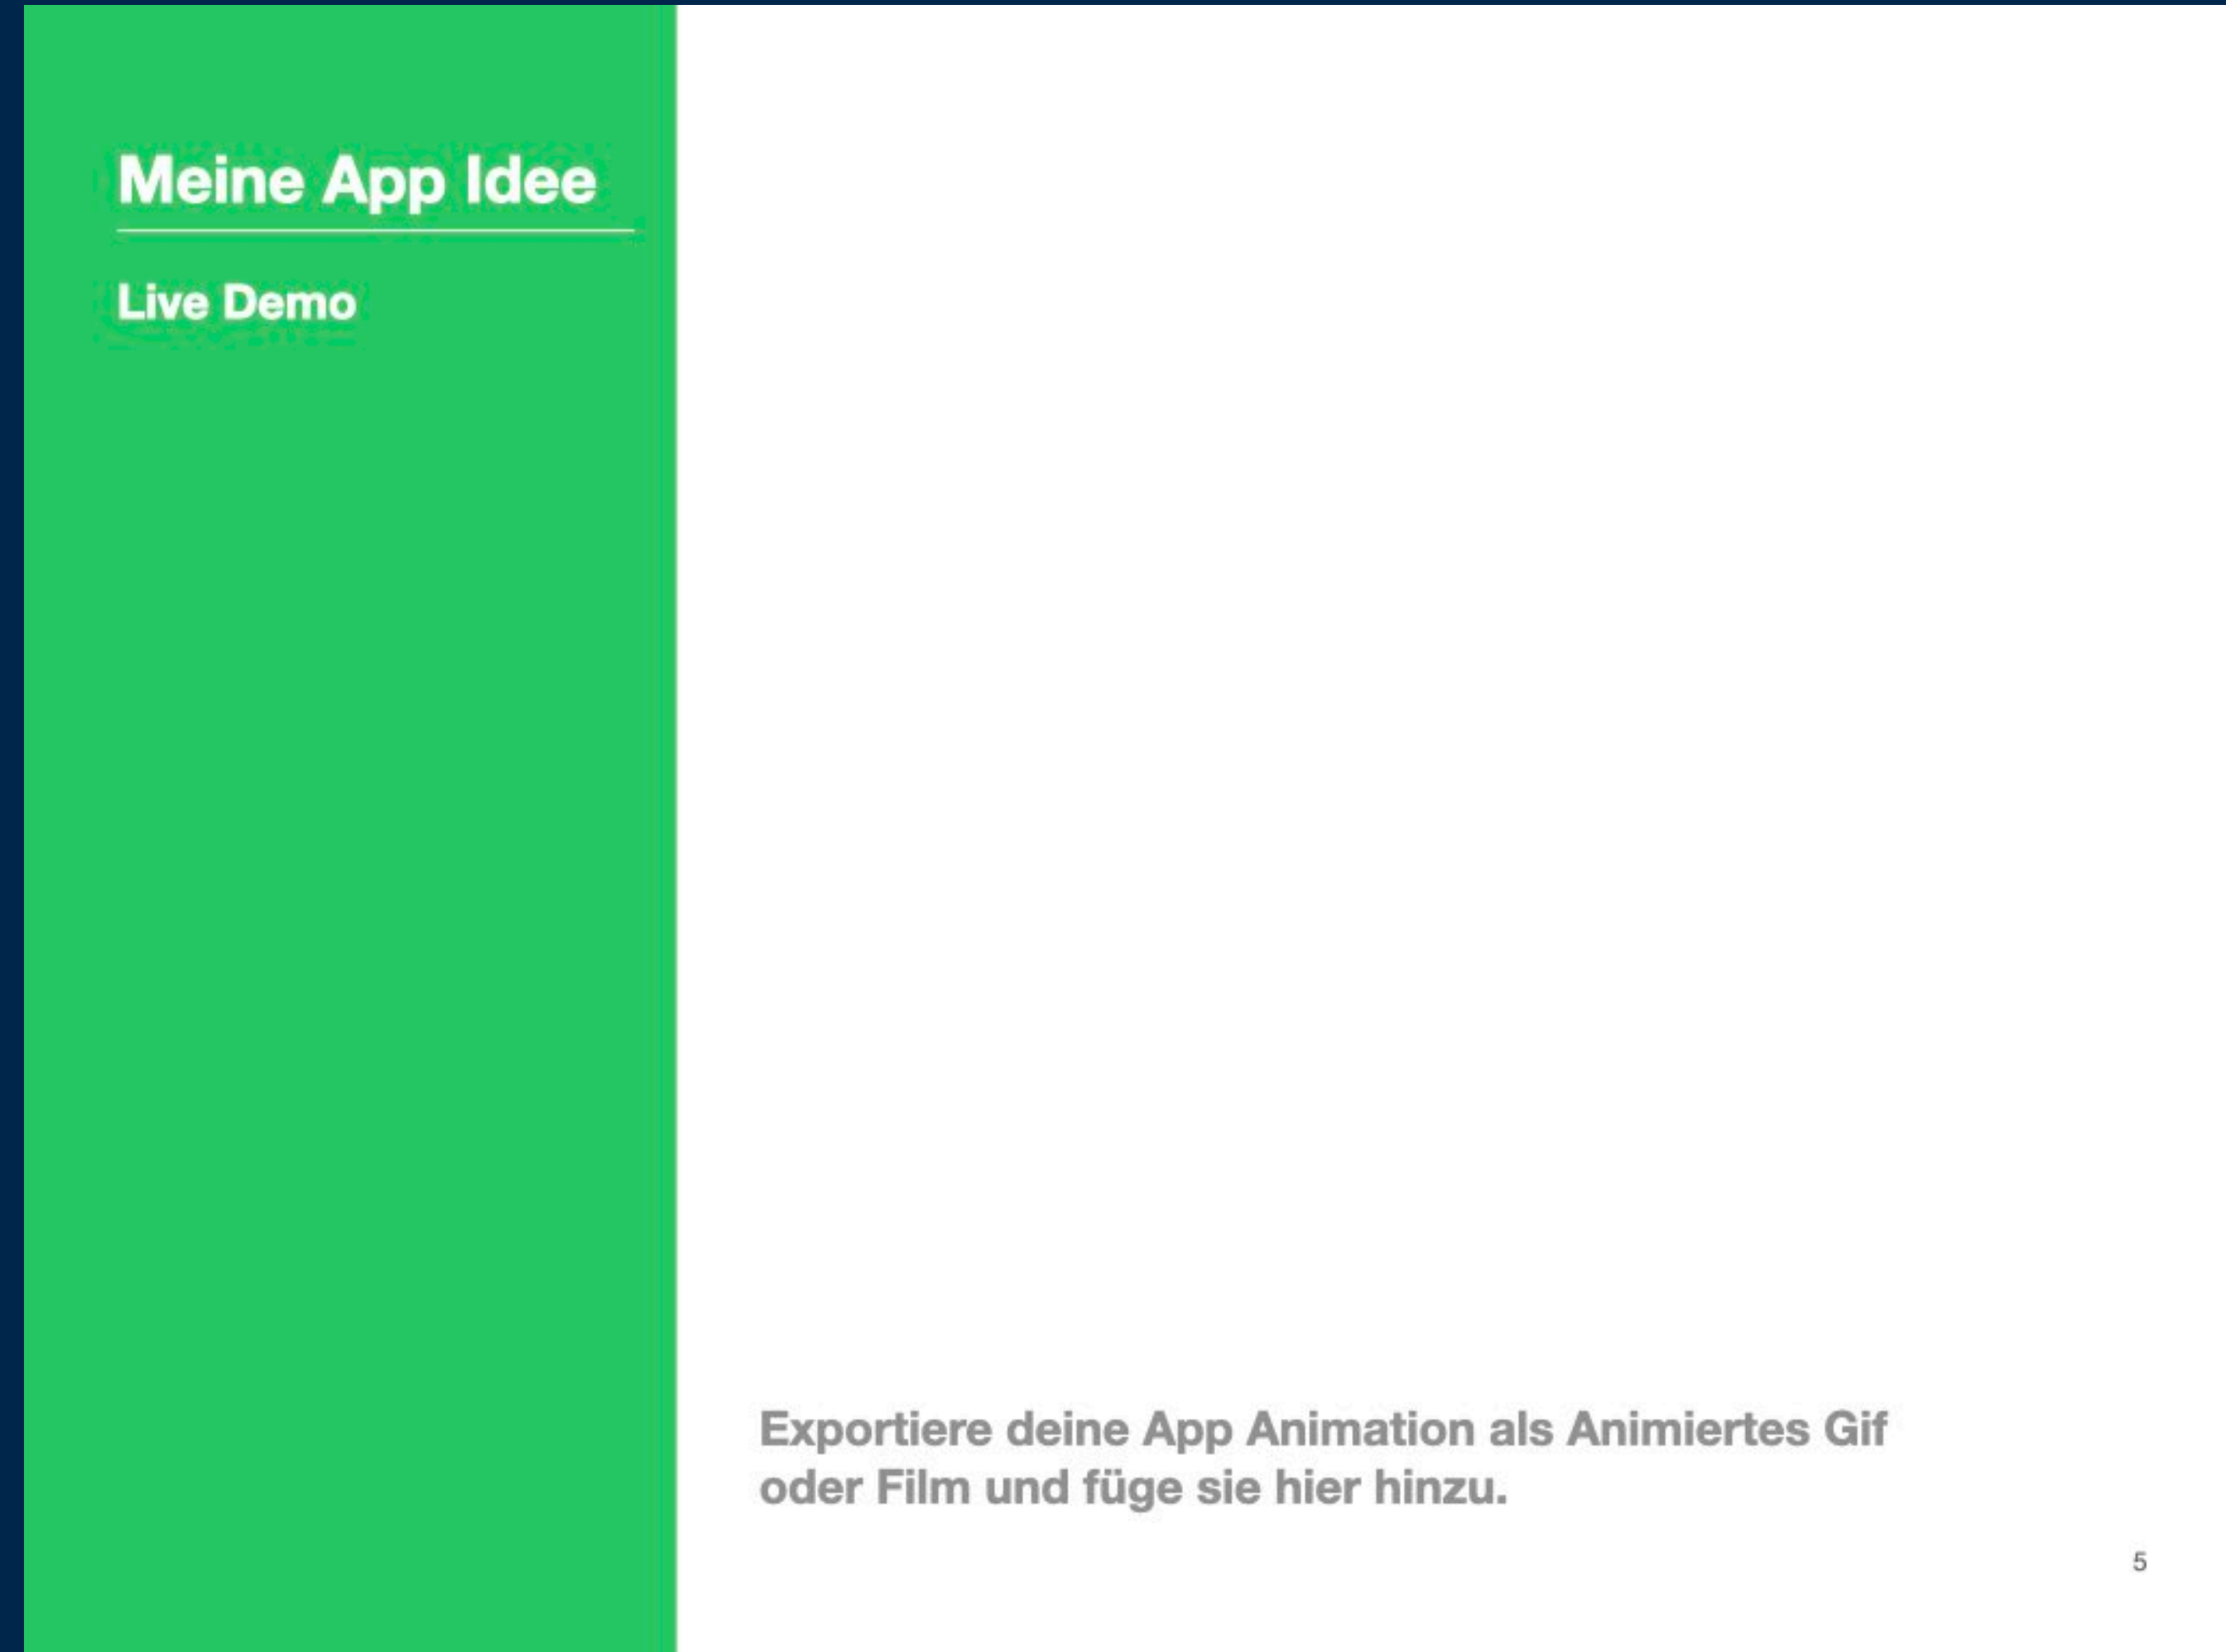 Meine App Idee
Live Demo
Exportiere deine App Animation als Animiertes Gif
oder Film und füge sie hier hinzu.
5